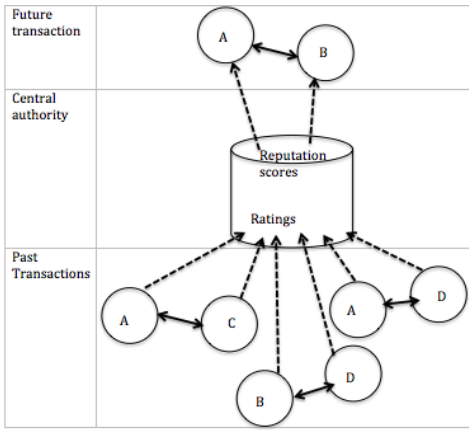 Future
transaction
A
B
Central
authority
Reputation
scores
Ratings
Past
Transactions
A
C
A
D
B
D